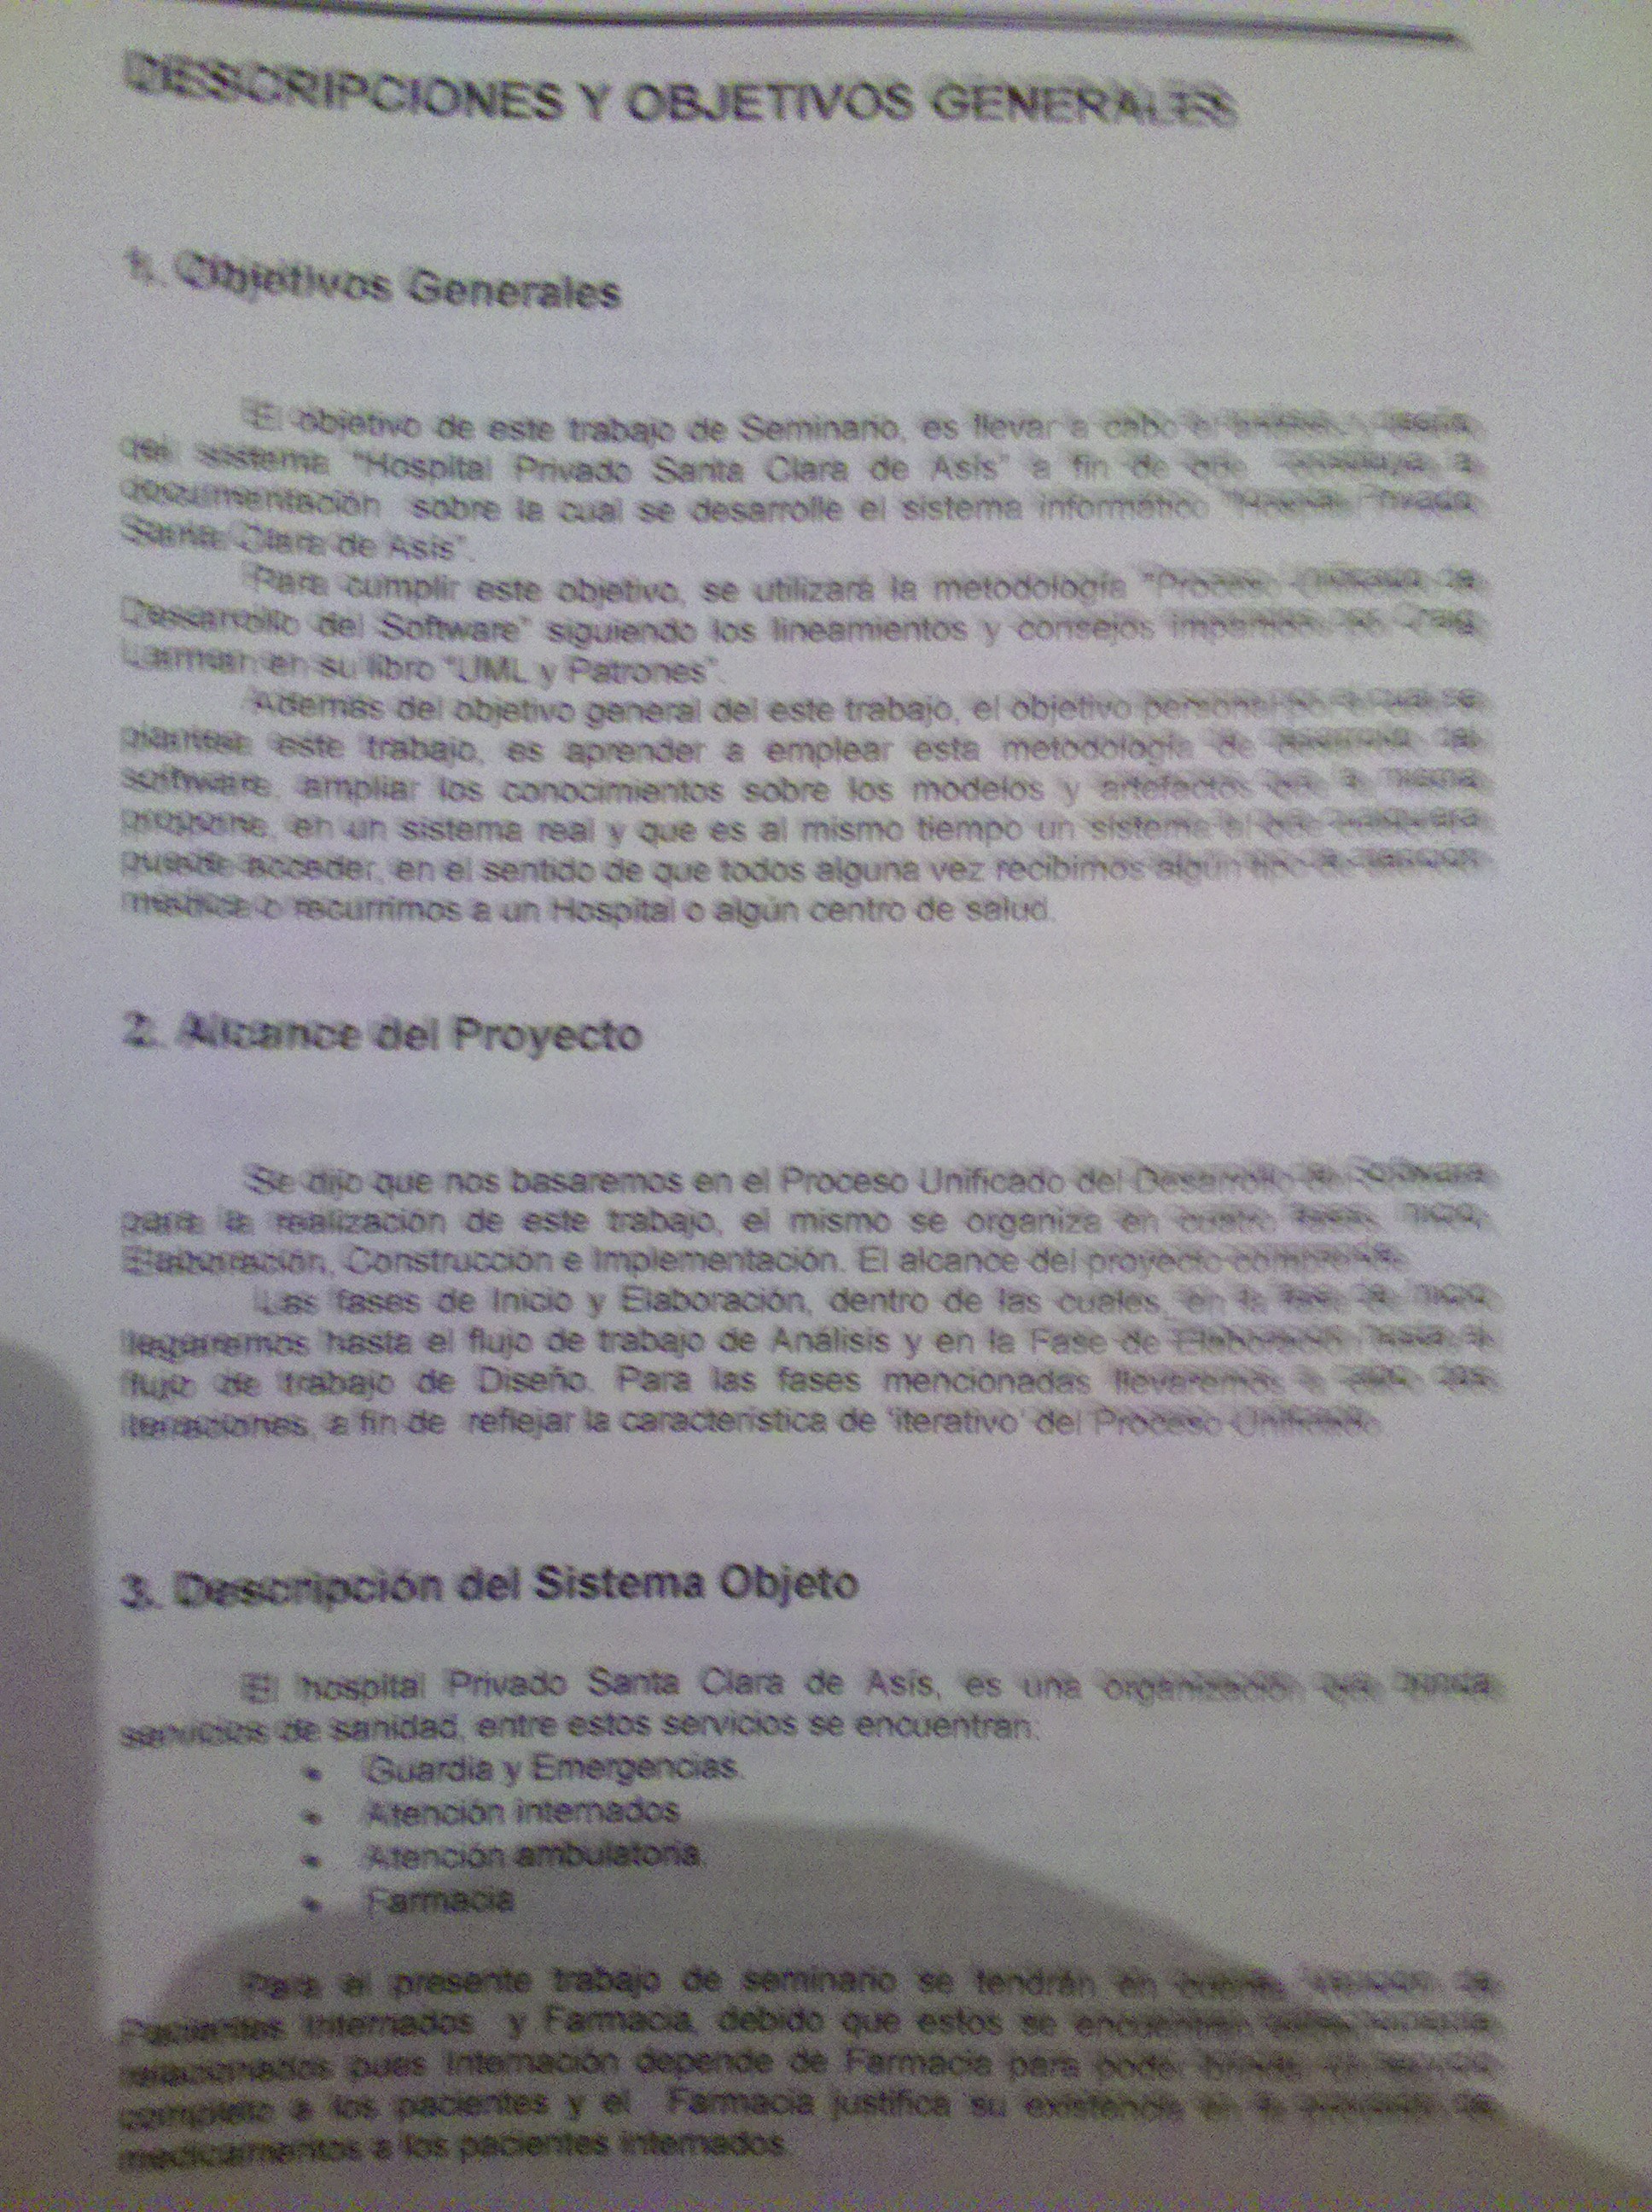 DESCRIPCIONES Y OBJETIVOS GENERALES
1. Objetivos Generales
El objetivo de este trabajo de Seminario, es llevar a cabo el
del sistema "Hospital Privado Santa Clara de Asís" a fin de que
documentación sobre la cual se desarrolle el sistema informático "Hospital Privado
Santa Clara de Asís".
Para cumplir este objetivo, se utilizará la metodología "Proceso Unificado de
Desarrollo del Software" siguiendo los lineamientos y consejos Craig
Larman en su libro "UML y Patrones".
Además del objetivo general del este trabajo, el objetivo personal por el cual se
este trabajo, es aprender a emplear esta metodología de desarrollo del
software, ampliar los conocimientos sobre los modelos y artefactos que la misma
propone, en un sistema real y que es al mismo tiempo un sistema al que cualquiera
puede acceder, en el sentido de que todos alguna vez recibimos algún tipo de atención
médica o recurrimos a un Hospital o algún centro de salud.
2. Alcance del Proyecto
Se dijo que nos basaremos en el Proceso Unificado del Desarrollo del Software
para la realización de este trabajo, el mismo se organiza en cuatro fases: Inicio,
Elaboración, Construcción e Implementación. El alcance del proyecto comprende
Las fases de Inicio y Elaboración, dentro de las cuales, en la fase de Inicio
llegaremos hasta el flujo de trabajo de Análisis y en la Fase de Elaboración hasta el
flujo de trabajo de Diseño. Para las fases mencionadas llevaremos a cabo dos
iteraciones, a fin de reflejar la característica de 'iterativo' del Proceso Unificado.
3. Descripción del Sistema Objeto
El hospital Privado Santa Clara de Asís, es una organización que brinda
servicios de sanidad, entre estos servicios se encuentran:
• Guardia y Emergencias.
• Atención internados
• Atención ambulatoria.
• Farmacia
Para el presente trabajo de seminario se tendrán en cuenta Atención de
Pacientes Internados y Farmacia, debido que estos se encuentran
relacionados pues Internación depende de Farmacia para poder brindar un servicio
completo a los pacientes y el Farmacia justifica su existencia en la de
medicamentos a los pacientes internados.